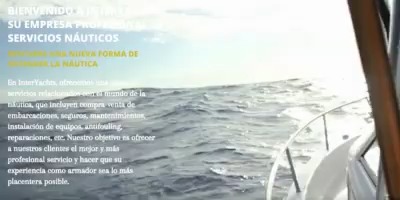 BIENVENIDO A INTER
SU EMPRESA
SERVICIOS NÁUTICOS
UNA NUEVA FORMA DE
LA NÁUTICA
En InterYachts, ofrecemos
servicios relacionados con el mundo de la
náutica, que incluyen compra venta de
embarcaciones, seguros, mantenimientos,
instalación de equipos, antifouling,
reparaciones, etc. Nuestro objetivo es ofrecer
a nuestros clientes el mejor y más
profesional servicio y hacer que su
experiencia como armador sea lo más
placentera posible.